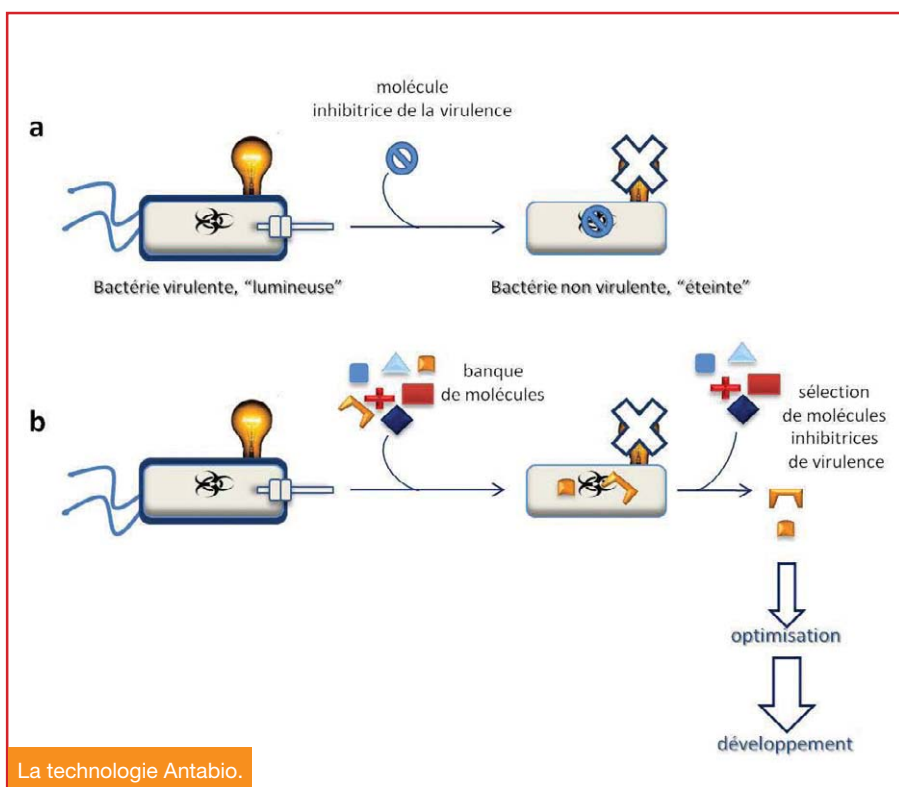 molécule
inhibitrice de la virulence
a
Bactérie virulente, “lumineuse”
Bactérie non virulente, “éteinte”
banque
de molécules
sélection
de molécules
inhibitrices
de virulence
b
optimisation
développement
La technologie Antabio.